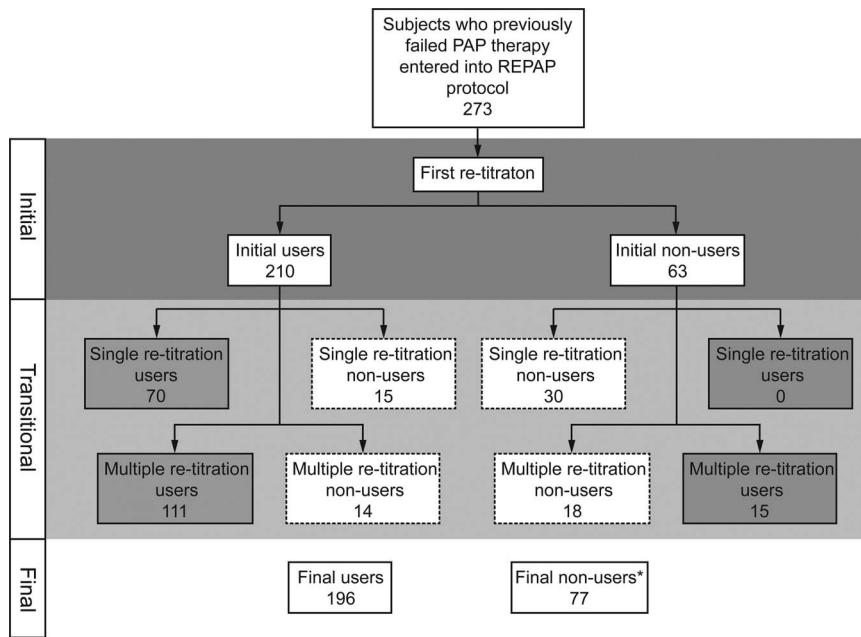 Subjects who previously
failed PAP therapy
entered into REPAP
protocol
273
Initial
First re-titraton
Initial users
210
Initial non-users
63
Transitional
Single re-titration
users
70
Single re-titration
non-users
15
Single re-titration
non-users
30
Single re-titration
users
0
Multiple re-titration
users
111
Multiple re-titration
non-users
14
Multiple re-titration
non-users
18
Multiple re-titration
users
15
Final
Final users
196
Final non-users*
77